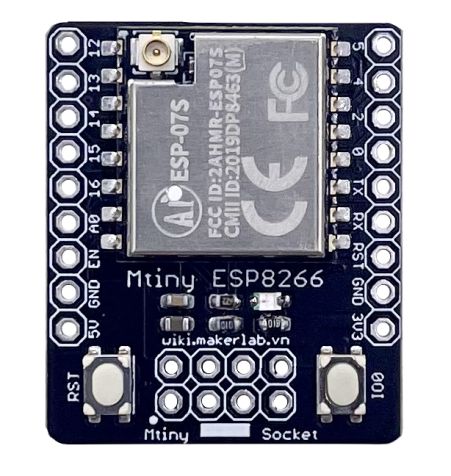 12
13
14
15
16
A0
EN
GND
5V
5
4
2
0
TX
RX
RST
GND
3V3
Ai
ESP-07S
FCC ID:2AHMR-ESP07S
CMII ID:2019DP8463(M)
CE FC
Mtiny ESP8266
wiki.makerlab.vn
RST
IO0
Mtiny Socket